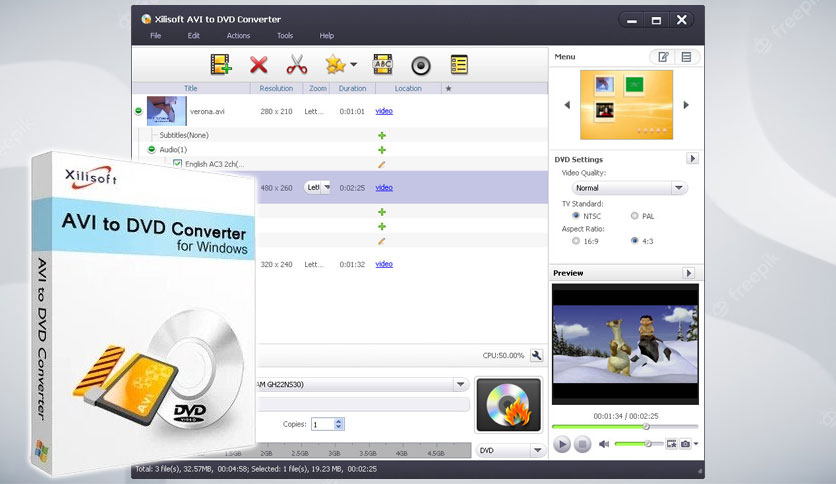 Xilisoft AVI to DVD Converter
File Edit Actions Tools Help
ABC
Menu
Title Resolution Zoom Duration Location ★
verona.avi 280 x 210 Lett... 0:01:01 video
Subtitles(None)
Audio(1)
English AC3 2ch(...
480 x 260 Lett 0:02:25 video
320 x 240 Lett... 0:01:32 video
DVD Settings
Video Quality:
Normal
TV Standard:
NTSC PAL
Aspect Ratio:
16:9 4:3
Preview
00:01:34 / 00:02:25
CPU:50.00%
AM GH22NS30)
Copies: 1
1.5GB 2GB 2.5GB 3GB 3.5GB 4GB 4.5GB
DVD
Total: 3 file(s), 32.57MB, 00:04:58; Selected: 1 file(s), 19.23 MB, 00:02:25
Xilisoft
AVI to DVD Converter
for Windows
AVI to DVD Converter
AVI
DVD
VIDEO
freepik
freepik